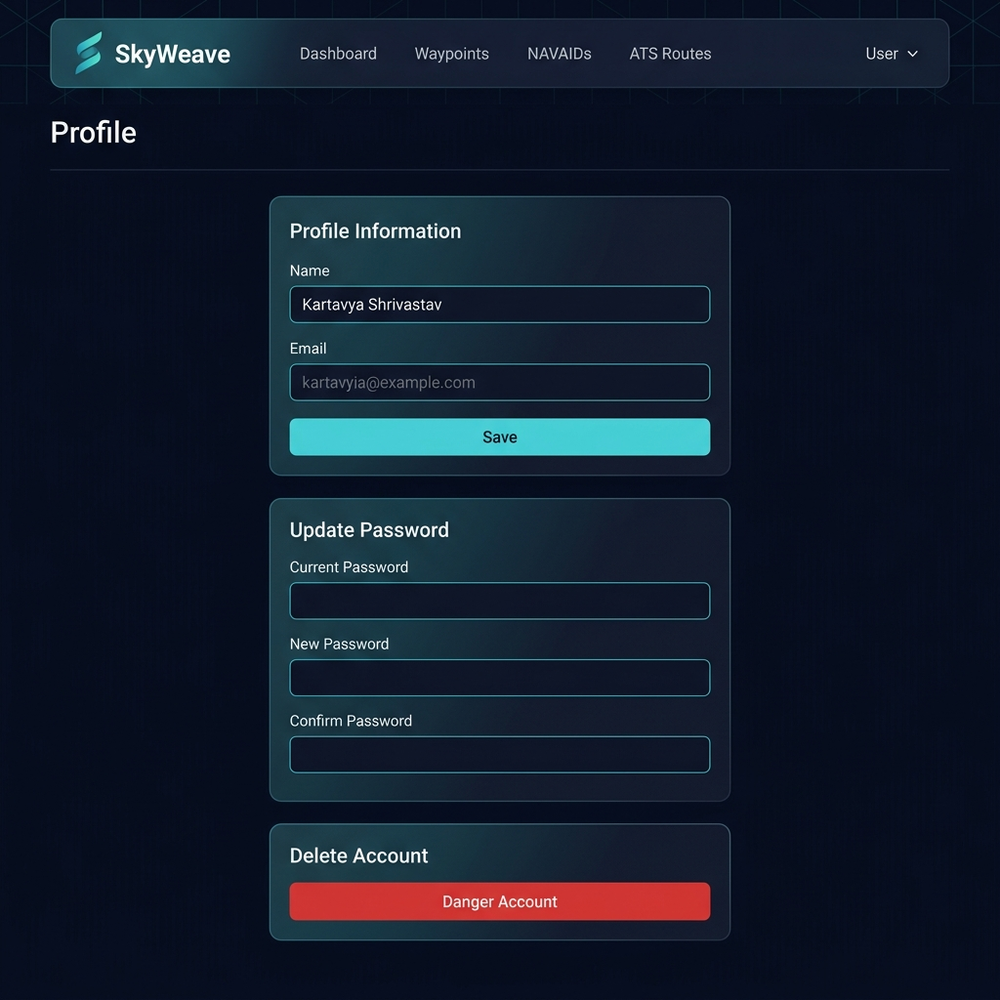 SkyWeave Dashboard Waypoints NAVAIDs ATS Routes User
Profile
Profile Information
Name
Kartavya Shrivastav
Email
kartavyia@example.com
Save
Update Password
Current Password
New Password
Confirm Password
Delete Account
Danger Account